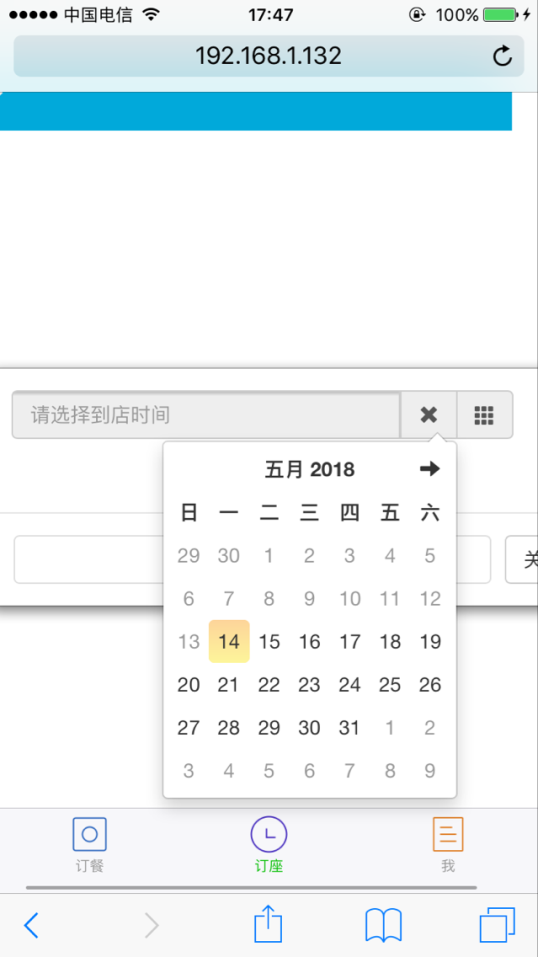 中国电信 17:47 100%
192.168.1.132
请选择到店时间
五月 2018
日 一 二 三 四 五 六
29 30 1 2 3 4 5
6 7 8 9 10 11 12
关
13 14 15 16 17 18 19
20 21 22 23 24 25 26
27 28 29 30 31 1 2
3 4 5 6 7 8 9
订餐 订座 我